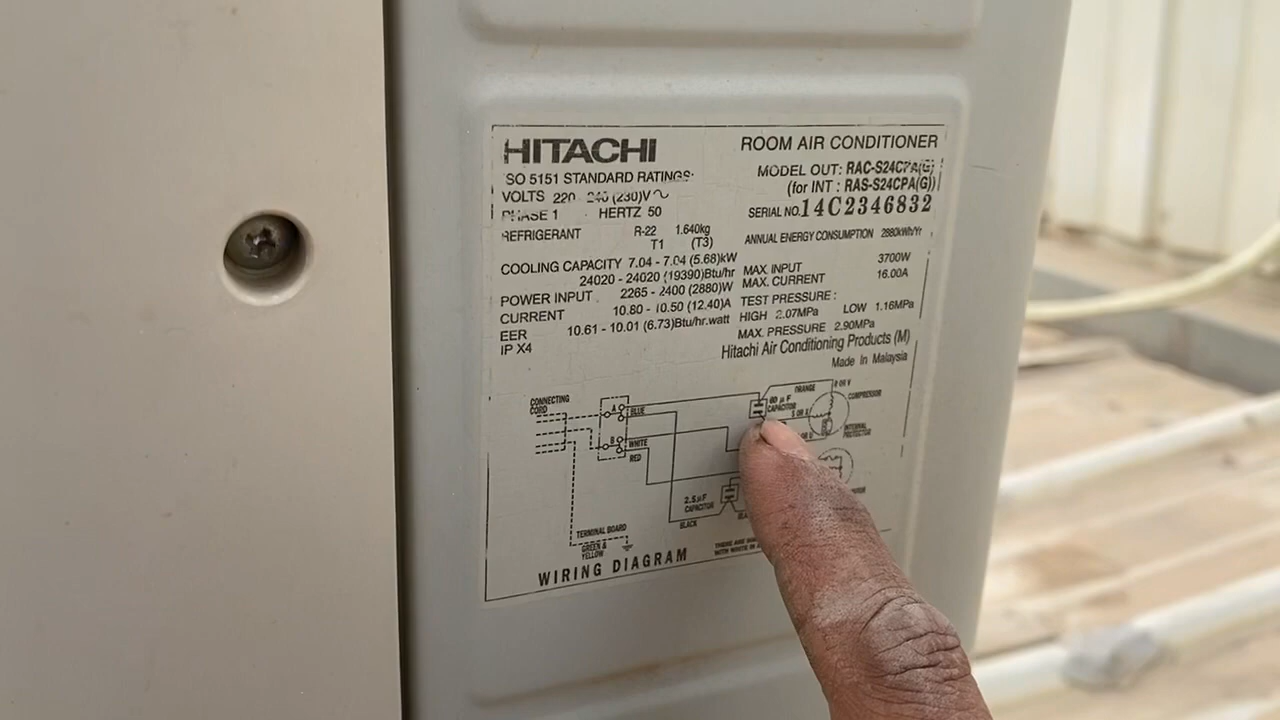 HITACHI
ROOM AIR CONDITIONER
ISO 5151 STANDARD RATINGS:
MODEL OUT: RAC-S24CPA(G)
(for INT : RAS-S24CPA(G))
VOLTS 220 - 240 (230)V
PHASE 1 HERTZ 50
SERIAL NO. 14C2346832
REFRIGERANT R-22 1.640kg
T1 (T3)
ANNUAL ENERGY CONSUMPTION 2880kWh/Yr
COOLING CAPACITY 7.04 - 7.04 (5.68)kW
24020 - 24020 (19390)Btu/hr
POWER INPUT 2265 - 2400 (2880)W
CURRENT 10.80 - 10.50 (12.40)A
EER 10.61 - 10.01 (6.73)Btu/hr.watt
IP X4
MAX. INPUT 3700W
MAX. CURRENT 16.00A
TEST PRESSURE :
HIGH 2.07MPa LOW 1.16MPa
MAX. PRESSURE 2.90MPa
Hitachi Air Conditioning Products (M)
Made In Malaysia
CONNECTING
CORD
A
BLUE
B
WHITE
RED
ORANGE
R OR V
60 µF
CAPACITOR
COMPRESSOR
S OR
INTERNAL
PROTECTOR
2.5µF
CAPACITOR
BLACK
TERMINAL BOARD
GREEN &
YELLOW
WIRING DIAGRAM